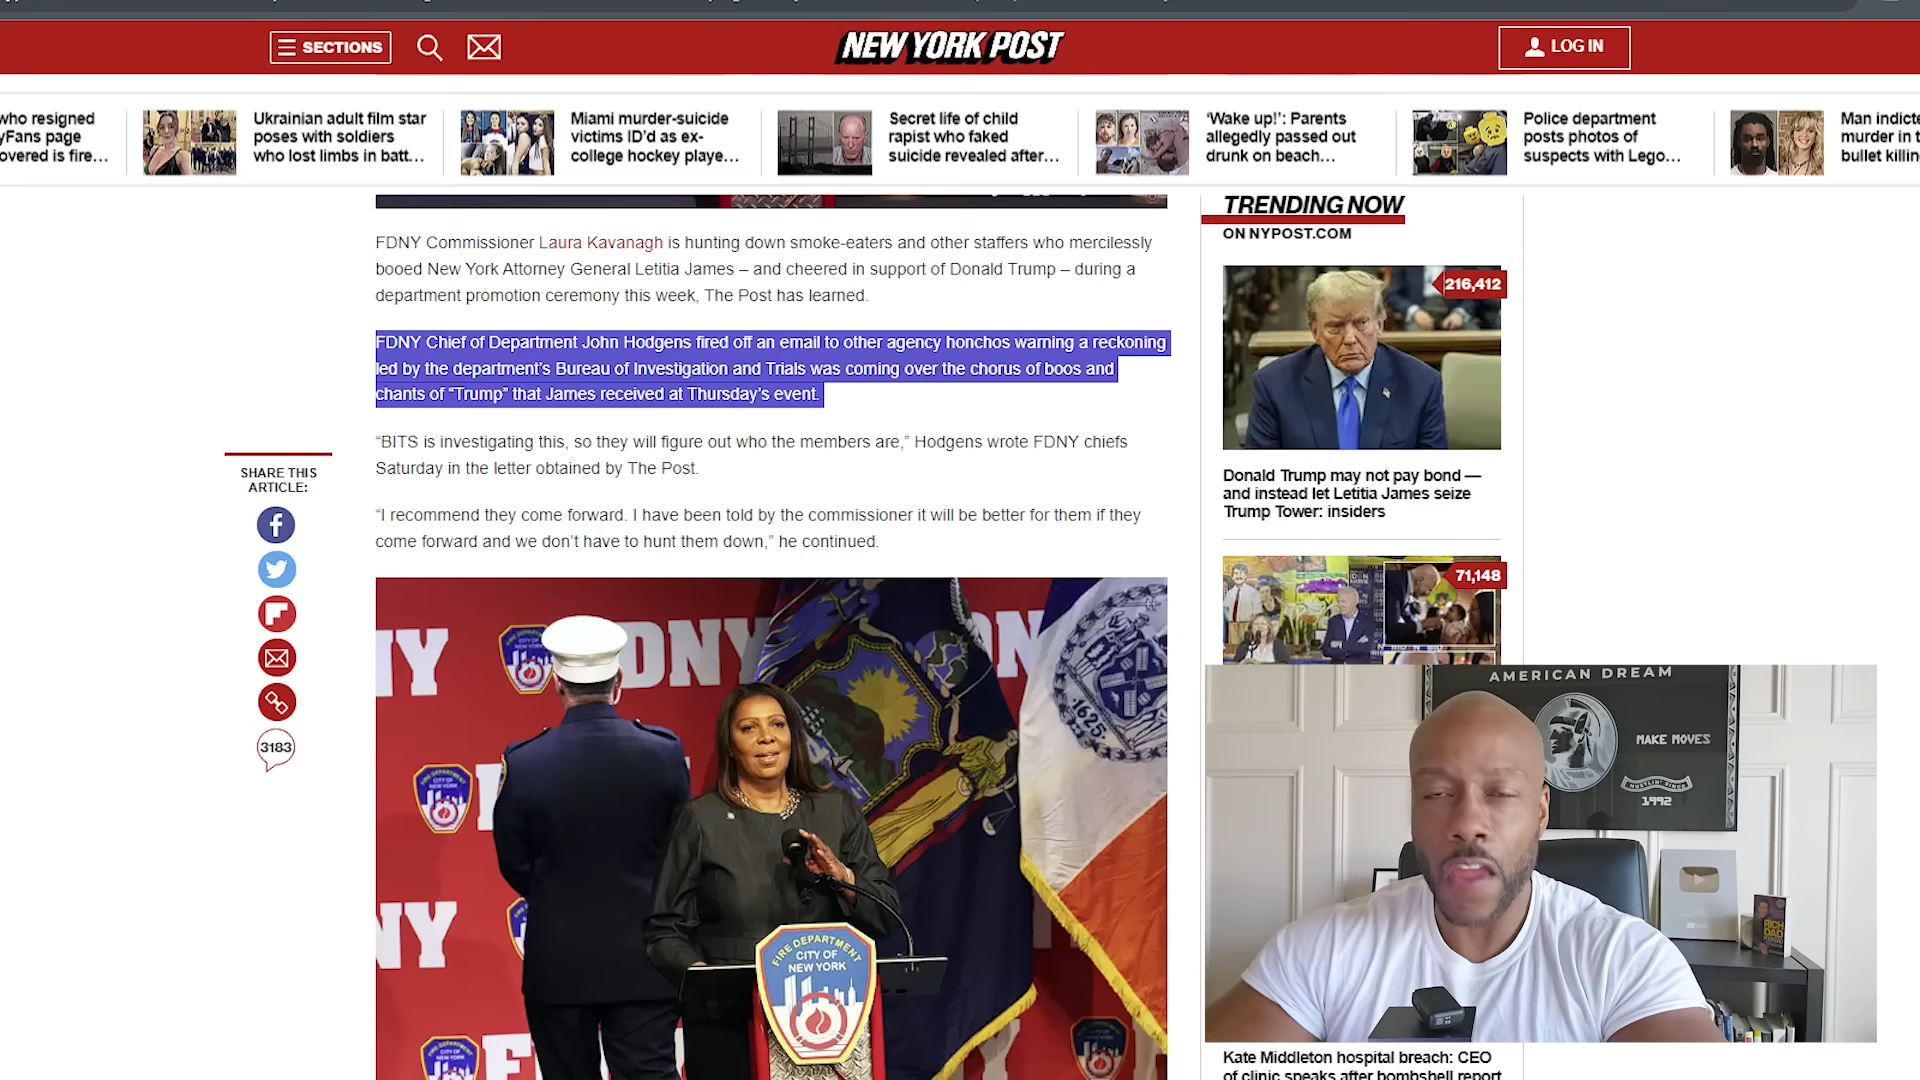 SECTIONS
NEW YORK POST
LOG IN
who resigned
yFans page
overed is fire...
Ukrainian adult film star
poses with soldiers
who lost limbs in batt...
Miami murder-suicide
victims ID’d as ex-
college hockey playe...
Secret life of child
rapist who faked
suicide revealed after...
‘Wake up!’: Parents
allegedly passed out
drunk on beach...
Police department
posts photos of
suspects with Lego...
Man indicte
murder in t
bullet killin
FDNY Commissioner Laura Kavanagh is hunting down smoke-eaters and other staffers who mercilessly
booed New York Attorney General Letitia James – and cheered in support of Donald Trump – during a
department promotion ceremony this week, The Post has learned.
FDNY Chief of Department John Hodgens fired off an email to other agency honchos warning a reckoning
led by the department’s Bureau of Investigation and Trials was coming over the chorus of boos and
chants of “Trump” that James received at Thursday’s event.
“BITS is investigating this, so they will figure out who the members are,” Hodgens wrote FDNY chiefs
Saturday in the letter obtained by The Post.
“I recommend they come forward. I have been told by the commissioner it will be better for them if they
come forward and we don’t have to hunt them down,” he continued.
SHARE THIS
ARTICLE:
3183
NY
FDNY
DN
1625
NY
FIRE DEPARTMENT
CITY OF
NEW YORK
TRENDING NOW
ON NYPOST.COM
216,412
Donald Trump may not pay bond —
and instead let Letitia James seize
Trump Tower: insiders
71,148
AMERICAN DREAM
MAKE MOVES
HUSTLIN' SINCE
1992
RICH
DAD
Kate Middleton hospital breach: CEO
of clinic speaks after bombshell report